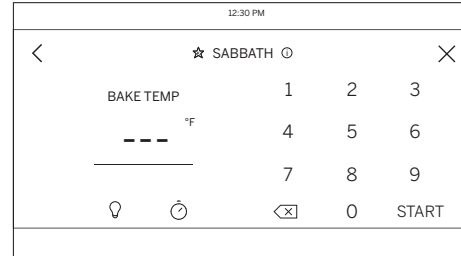 12:30 PM
SABBATH
BAKE TEMP
--- °F
1 2 3
4 5 6
7 8 9
0 START